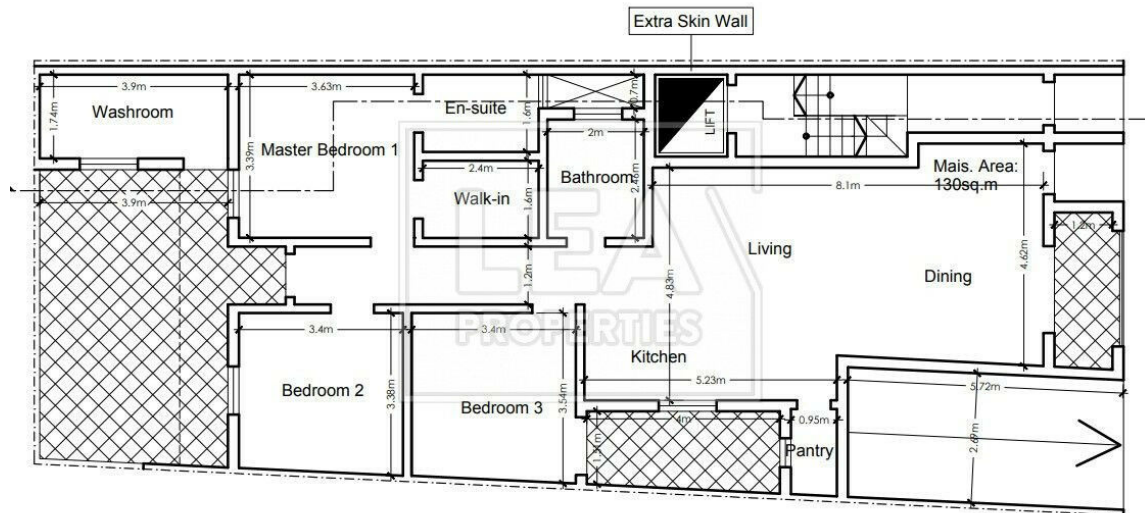 Extra Skin Wall
3.9m
3.63m
0.7m
Washroom
1.74m
En-suite
1.6m
LIFT
2m
Master Bedroom 1
3.39m
2.4m
Bathroom
2.46m
Mais. Area:
130sq.m
8.1m
3.9m
Walk-in
1.6m
1.2m
LEA
PROPERTIES
Living
4.62m
Dining
1.2m
4.83m
3.4m
3.4m
Kitchen
5.23m
5.72m
Bedroom 2
3.38m
Bedroom 3
3.54m
4m
0.95m
1.51m
Pantry
2.69m